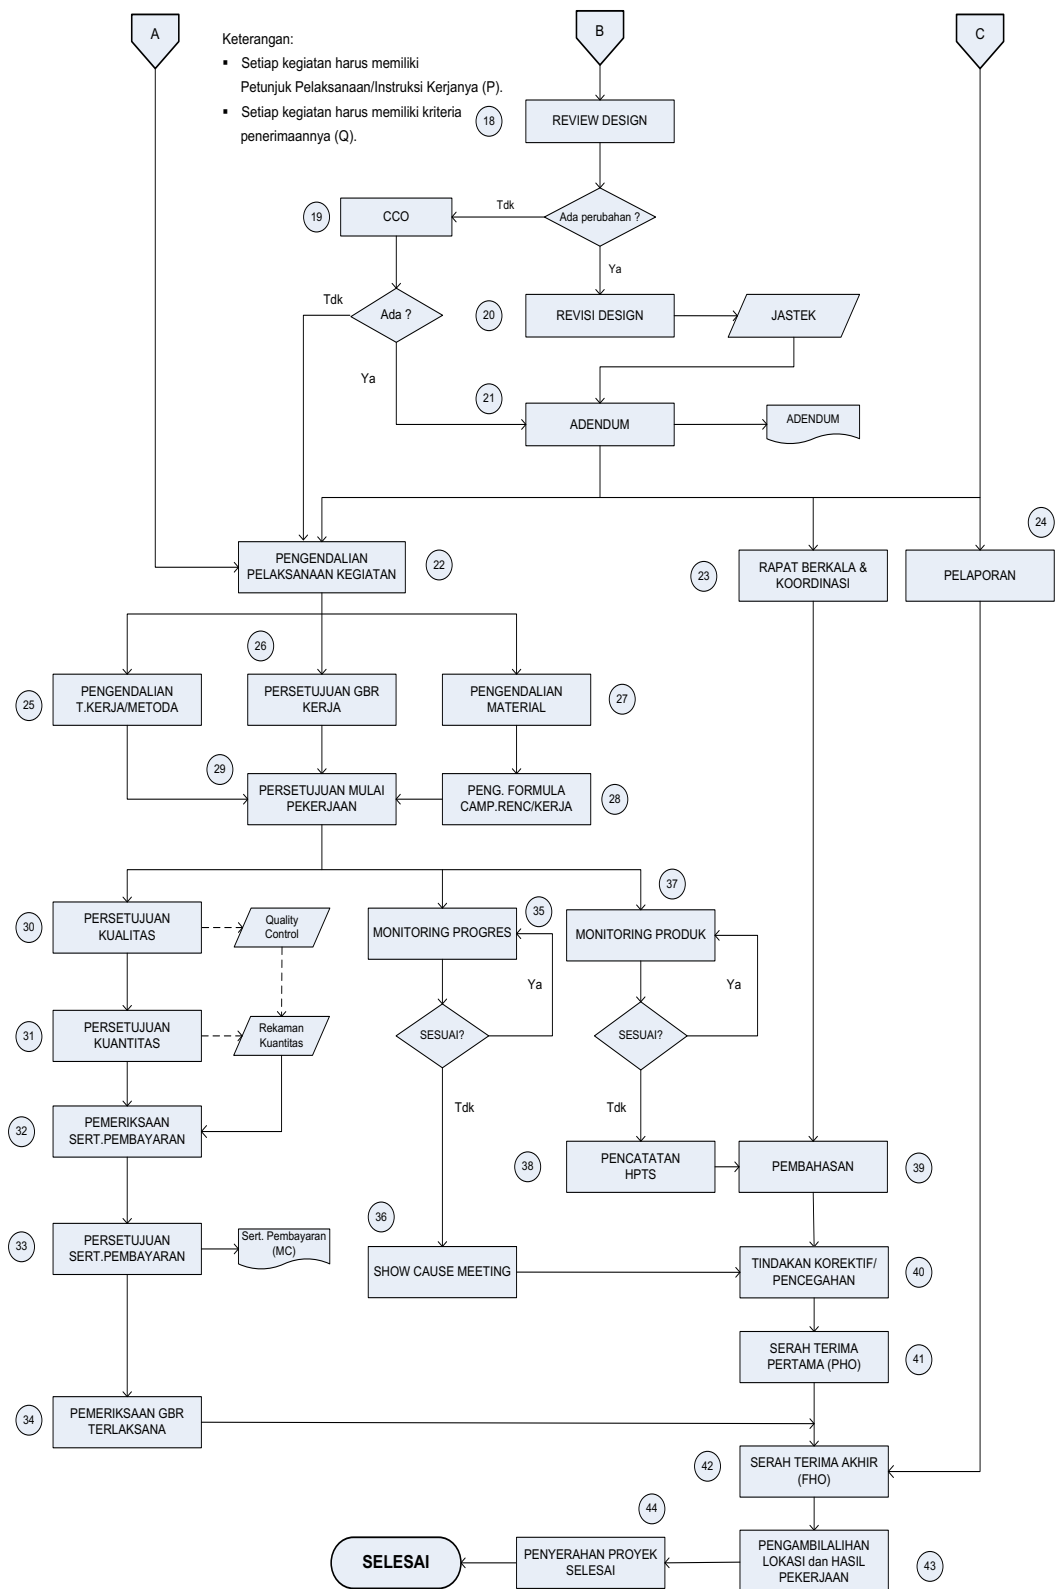 A
B
C
Keterangan:
▪ Setiap kegiatan harus memiliki
Petunjuk Pelaksanaan/Instruksi Kerjanya (P).
▪ Setiap kegiatan harus memiliki kriteria
penerimaannya (Q).
18
REVIEW DESIGN
19
CCO
Tdk
Ada perubahan ?
Ya
Tdk
Ada ?
20
REVISI DESIGN
JASTEK
Ya
21
ADENDUM
ADENDUM
24
PENGENDALIAN
PELAKSANAAN KEGIATAN
22
23
RAPAT BERKALA &
KOORDINASI
PELAPORAN
26
25
PENGENDALIAN
T.KERJA/METODA
PERSETUJUAN GBR
KERJA
PENGENDALIAN
MATERIAL
27
29
PERSETUJUAN MULAI
PEKERJAAN
PENG. FORMULA
CAMP.RENC/KERJA
28
37
35
30
PERSETUJUAN
KUALITAS
Quality
Control
MONITORING PROGRES
MONITORING PRODUK
Ya
Ya
31
PERSETUJUAN
KUANTITAS
Rekaman
Kuantitas
SESUAI?
SESUAI?
Tdk
Tdk
32
PEMERIKSAAN
SERT.PEMBAYARAN
38
PENCATATAN
HPTS
PEMBAHASAN
39
36
33
PERSETUJUAN
SERT.PEMBAYARAN
Sert. Pembayaran
(MC)
SHOW CAUSE MEETING
TINDAKAN KOREKTIF/
PENCEGAHAN
40
SERAH TERIMA
PERTAMA (PHO)
41
34
PEMERIKSAAN GBR
TERLAKSANA
42
SERAH TERIMA AKHIR
(FHO)
44
SELESAI
PENYERAHAN PROYEK
SELESAI
PENGAMBILALIHAN
LOKASI dan HASIL
PEKERJAAN
43